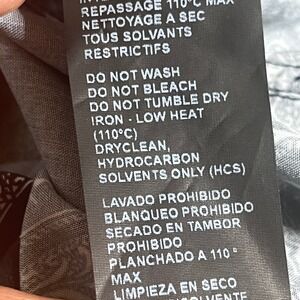 REPASSAGE 110°C MAX
NETTOYAGE A SEC
TOUS SOLVANTS
RESTRICTIFS
DO NOT WASH
DO NOT BLEACH
DO NOT TUMBLE DRY
IRON - LOW HEAT
(110°C)
DRYCLEAN,
HYDROCARBON
SOLVENTS ONLY (HCS)
LAVADO PROHIBIDO
BLANQUEO PROHIBIDO
SECADO EN TAMBOR
PROHIBIDO
PLANCHADO A 110 °
MAX
LIMPIEZA EN SECO